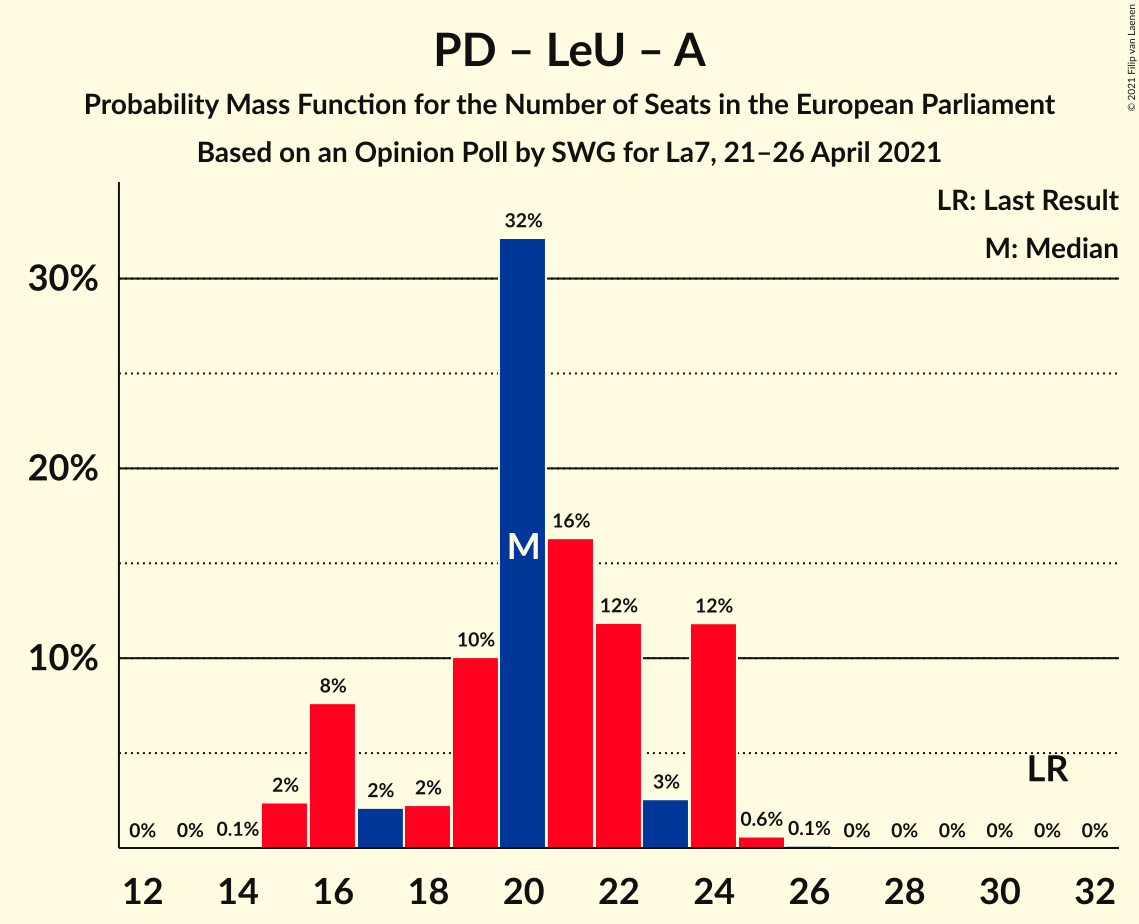 PD – LeU – A
Probability Mass Function for the Number of Seats in the European Parliament
Based on an Opinion Poll by SWG for La7, 21–26 April 2021
© 2021 Filip van Laenen
LR: Last Result
M: Median
30%
20%
10%
0%
0%
0.1%
2%
8%
2%
2%
10%
32%
M
16%
12%
3%
12%
0.6%
0.1%
0%
0%
0%
0%
0%
0%
LR
12 14 16 18 20 22 24 26 28 30 32